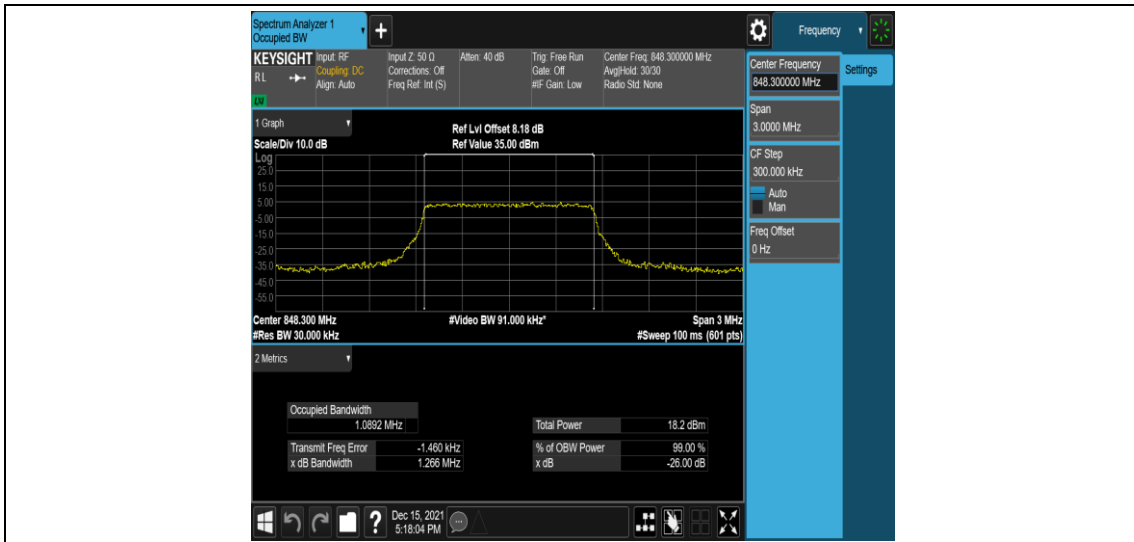 Spectrum Analyzer 1
Occupied BW
+
Frequency
KEYSIGHT
RL
LXI
Input: RF
Coupling: DC
Align: Auto
Input Z: 50 Ω
Corrections: Off
Freq Ref: Int (S)
Atten: 40 dB
Trig: Free Run
Gate: Off
#IF Gain: Low
Center Freq: 848.300000 MHz
Avg|Hold: 30/30
Radio Std: None
Center Frequency
848.300000 MHz
Settings
Span
3.0000 MHz
CF Step
300.000 kHz
Auto
Man
Freq Offset
0 Hz
1 Graph
Scale/Div 10.0 dB
Ref Lvl Offset 8.18 dB
Ref Value 35.00 dBm
Log
25.0
15.0
5.00
-5.00
-15.0
-25.0
-35.0
-45.0
-55.0
Center 848.300 MHz
#Video BW 91.000 kHz*
Span 3 MHz
#Res BW 30.000 kHz
#Sweep 100 ms (601 pts)
2 Metrics
Occupied Bandwidth
1.0892 MHz
Total Power 18.2 dBm
Transmit Freq Error -1.460 kHz
% of OBW Power 99.00 %
x dB Bandwidth 1.266 MHz
x dB -26.00 dB
?
Dec 15, 2021
5:18:04 PM